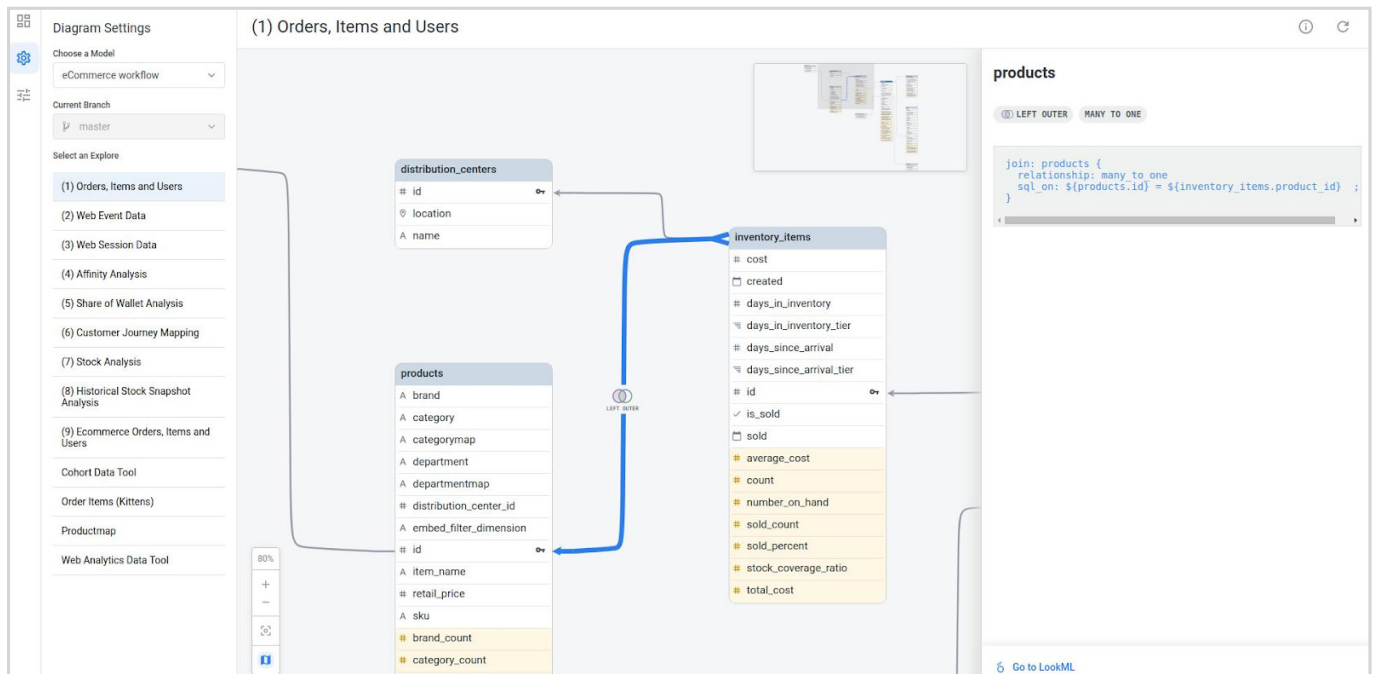 Diagram Settings
Choose a Model
eCommerce workflow
Current Branch
master
Select an Explore
(1) Orders, Items and Users
(2) Web Event Data
(3) Web Session Data
(4) Affinity Analysis
(5) Share of Wallet Analysis
(6) Customer Journey Mapping
(7) Stock Analysis
(8) Historical Stock Snapshot
Analysis
(9) Ecommerce Orders, Items and
Users
Cohort Data Tool
Order Items (Kittens)
Productmap
Web Analytics Data Tool
(1) Orders, Items and Users
distribution_centers
# id
location
A name
products
A brand
A category
A categorymap
A department
A departmentmap
# distribution_center_id
A embed_filter_dimension
# id
A item_name
# retail_price
A sku
# brand_count
# category_count
LEFT OUTER
inventory_items
# cost
created
# days_in_inventory
days_in_inventory_tier
# days_since_arrival
days_since_arrival_tier
# id
is_sold
sold
# average_cost
# count
# number_on_hand
# sold_count
# sold_percent
# stock_coverage_ratio
# total_cost
80%
+
−
products
LEFT OUTER MANY TO ONE
join: products {
relationship: many_to_one
sql_on: ${products.id} = ${inventory_items.product_id} ;
}
Go to LookML